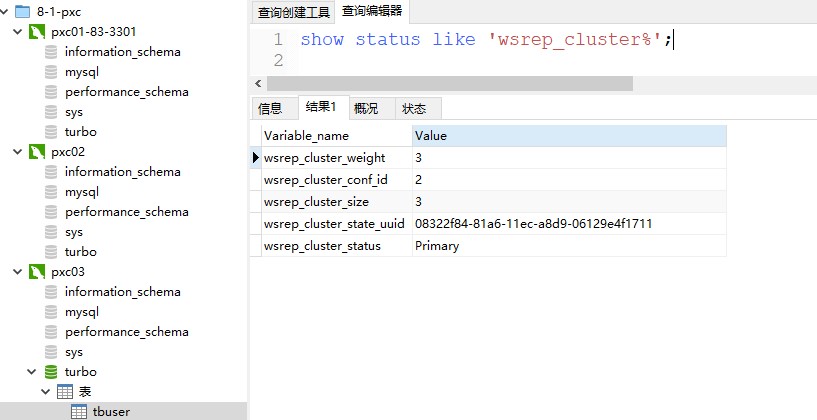 8-1-pxc
pxc01-83-3301
information_schema
mysql
performance_schema
sys
turbo
pxc02
information_schema
mysql
performance_schema
sys
turbo
pxc03
information_schema
mysql
performance_schema
sys
turbo
表
tbuser
查询创建工具 查询编辑器
1 show status like 'wsrep_cluster%';
2
信息 结果1 概况 状态
Variable_name Value
wsrep_cluster_weight 3
wsrep_cluster_conf_id 2
wsrep_cluster_size 3
wsrep_cluster_state_uuid 08322f84-81a6-11ec-a8d9-06129e4f1711
wsrep_cluster_status Primary